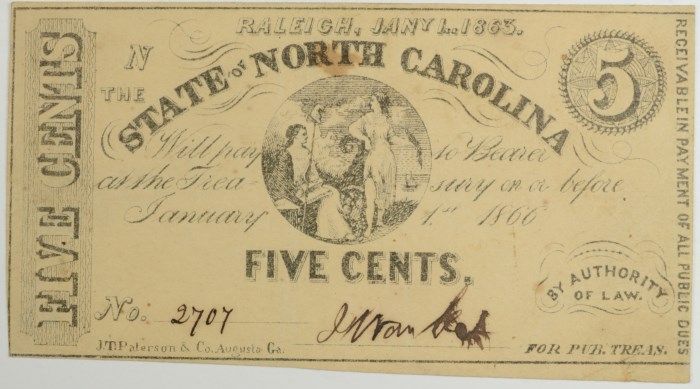 RALEIGH, JANY 1.. 1863.
N
THE
STATE OF NORTH CAROLINA
5
Will pay to Bearer
at the Treasury on or before
January 1st 1866
FIVE CENTS.
BY AUTHORITY
OF LAW.
No. 2707
J.T. Paterson & Co. Augusta Ga.
FOR PUB. TREAS.
FIVE CENTS
RECEIVABLE IN PAYMENT OF ALL PUBLIC DUES